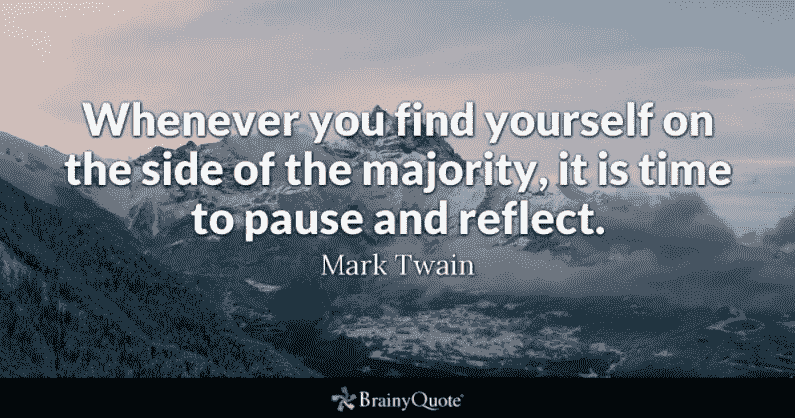 Whenever you find yourself on
the side of the majority, it is time
to pause and reflect.
Mark Twain
BrainyQuote